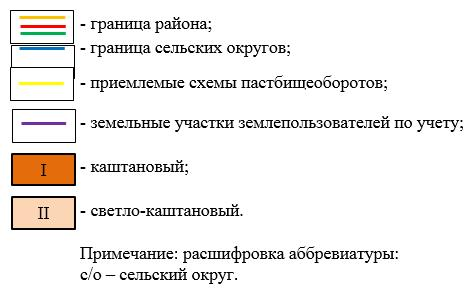 - граница района;
- граница сельских округов;
- приемлемые схемы пастбищеоборотов;
- земельные участки землепользователей по учету;
I - каштановый;
II - светло-каштановый.
Примечание: расшифровка аббревиатуры:
с/о – сельский округ.